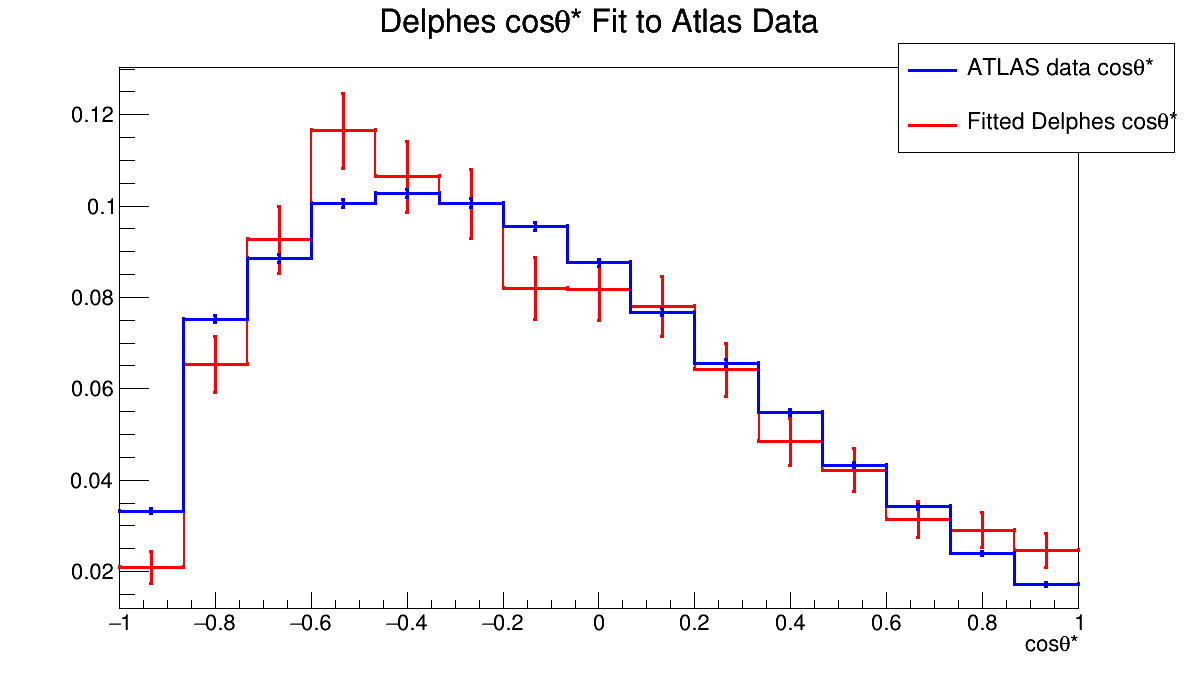 Delphes cosθ* Fit to Atlas Data
ATLAS data cosθ*
Fitted Delphes cosθ*
0.12
0.1
0.08
0.06
0.04
0.02
−1 −0.8 −0.6 −0.4 −0.2 0 0.2 0.4 0.6 0.8 1
cosθ*